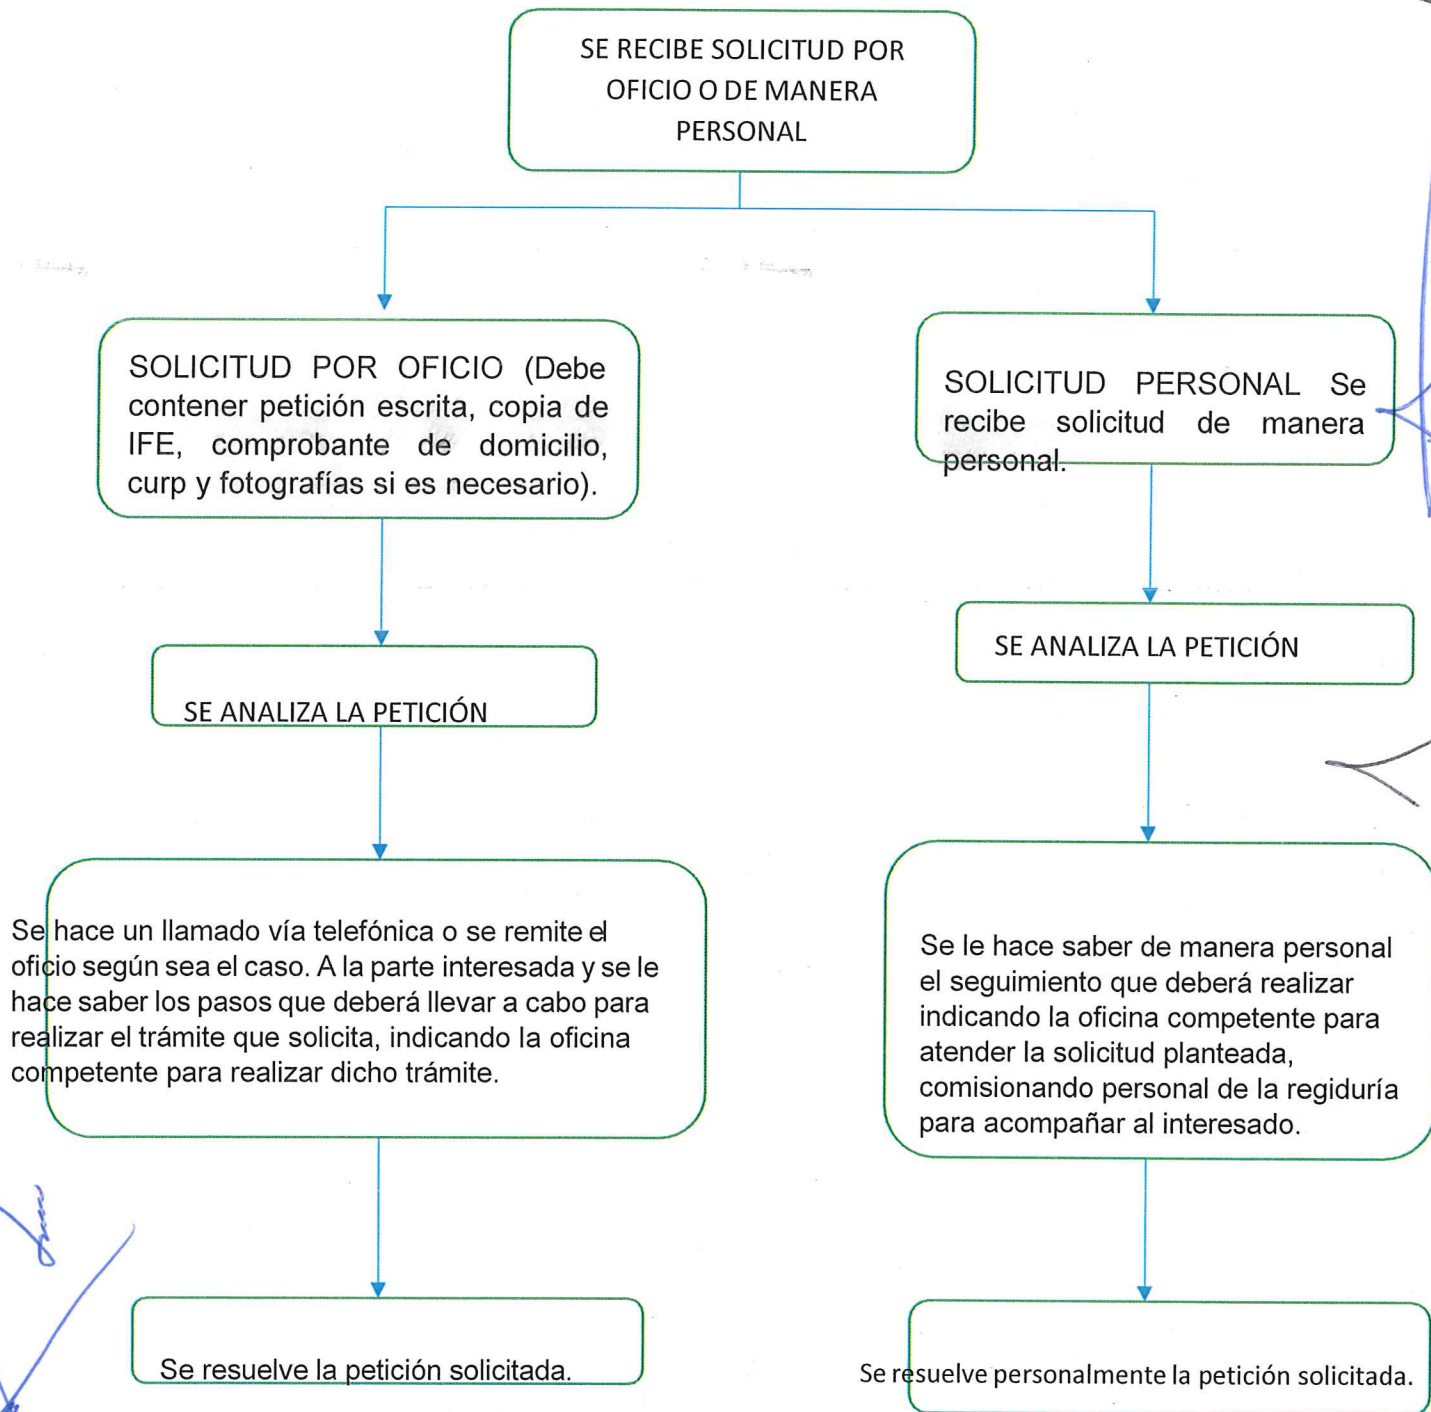 SE RECIBE SOLICITUD POR
OFICIO O DE MANERA
PERSONAL
SOLICITUD POR OFICIO (Debe
contener petición escrita, copia de
IFE, comprobante de domicilio,
curp y fotografías si es necesario).
SE ANALIZA LA PETICIÓN
Se hace un llamado vía telefónica o se remite el
oficio según sea el caso. A la parte interesada y se le
hace saber los pasos que deberá llevar a cabo para
realizar el trámite que solicita, indicando la oficina
competente para realizar dicho trámite.
Se resuelve la petición solicitada.
SOLICITUD PERSONAL Se
recibe solicitud de manera
personal.
SE ANALIZA LA PETICIÓN
Se le hace saber de manera personal
el seguimiento que deberá realizar
indicando la oficina competente para
atender la solicitud planteada,
comisionando personal de la regiduría
para acompañar al interesado.
Se resuelve personalmente la petición solicitada.